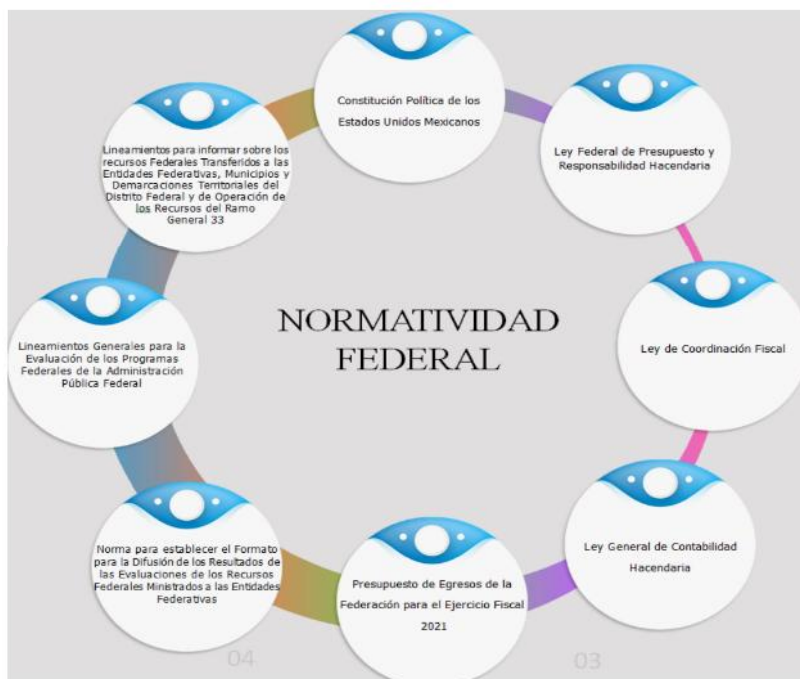 Constitución Política de los
Estados Unidos Mexicanos
Ley Federal de Presupuesto y
Responsabilidad Hacendaria
Ley de Coordinación Fiscal
Ley General de Contabilidad
Hacendaria
Presupuesto de Egresos de la
Federación para el Ejercicio Fiscal
2021
Norma para establecer el Formato
para la Difusión de los Resultados de
las Evaluaciones de los Recursos
Federales Ministrados a las Entidades
Federativas
Lineamientos Generales para la
Evaluación de los Programas
Federales de la Administración
Pública Federal
Lineamientos para informar sobre los
recursos Federales Transferidos a las
Entidades Federativas, Municipios y
Demarcaciones Territoriales del
Distrito Federal y de Operación de
los Recursos del Ramo
General 33
NORMATIVIDAD
FEDERAL
04
03